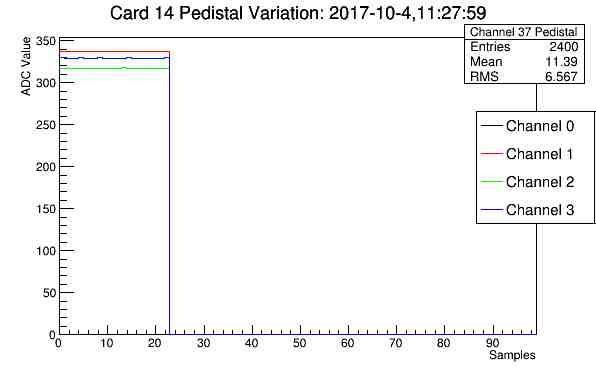 Card 14 Pedistal Variation: 2017-10-4,11:27:59
ADC Value
350
300
250
200
150
100
50
0
Channel 37 Pedistal
Entries 2400
Mean 11.39
RMS 6.567
Channel 0
Channel 1
Channel 2
Channel 3
0 10 20 30 40 50 60 70 80 90
Samples